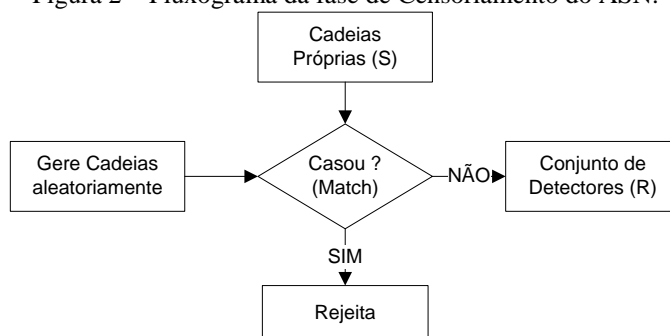 Figura 2 – Fluxograma da fase de Censoriamento do ASN.
Cadeias
Próprias (S)
Gere Cadeias
aleatoriamente
Casou ?
(Match)
NÃO
Conjunto de
Detectores (R)
SIM
Rejeita